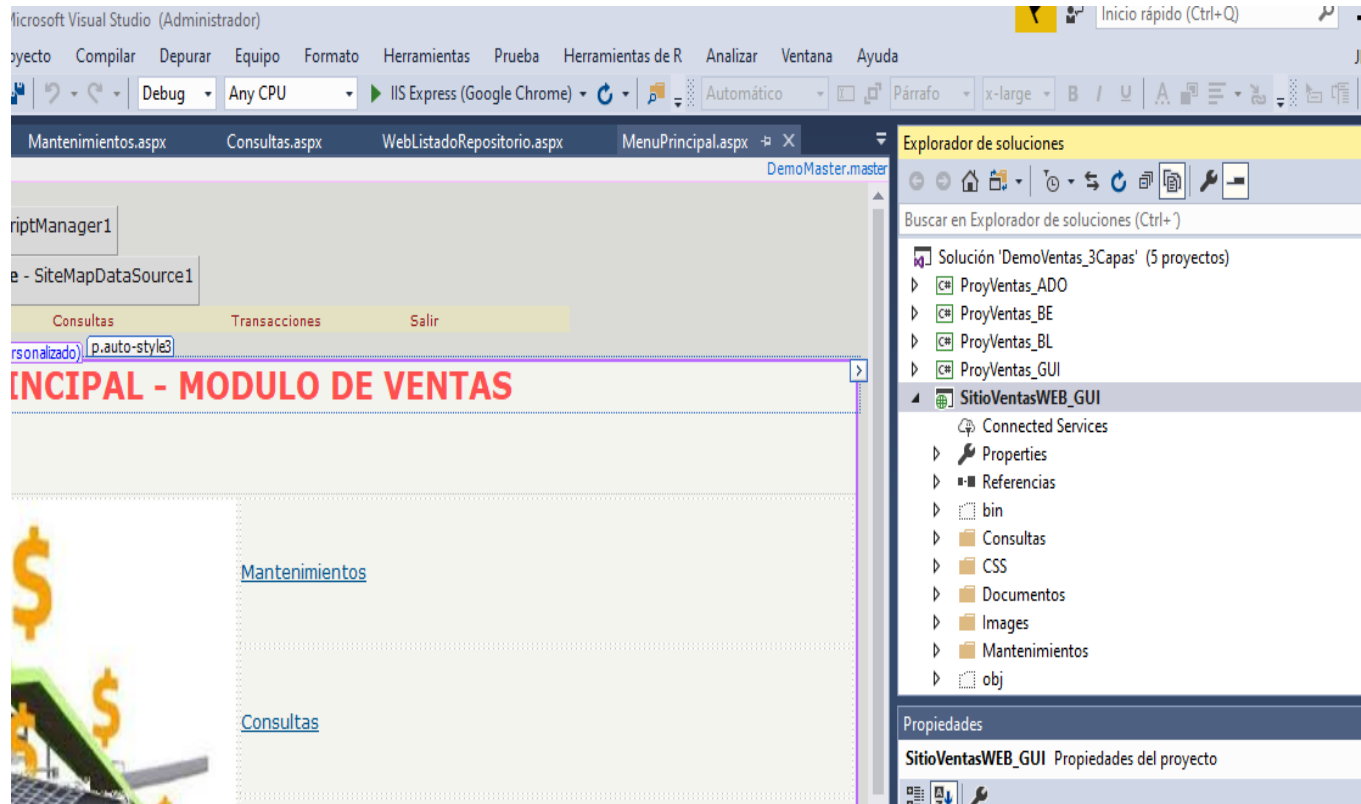 Microsoft Visual Studio (Administrador)
Inicio rápido (Ctrl+Q)
oyecto Compilar Depurar Equipo Formato Herramientas Prueba Herramientas de R Analizar Ventana Ayuda
Debug Any CPU IIS Express (Google Chrome) Automático Párrafo x-large B I U A
Mantenimientos.aspx Consultas.aspx WebListadoRepositorio.aspx MenuPrincipal.aspx
DemoMaster.master
riptManager1
e - SiteMapDataSource1
Consultas Transacciones Salir
rsonalizado) p.auto-style3
INCIPAL - MODULO DE VENTAS
Mantenimientos
Consultas
Explorador de soluciones
Buscar en Explorador de soluciones (Ctrl+´)
Solución 'DemoVentas_3Capas' (5 proyectos)
C# ProyVentas_ADO
C# ProyVentas_BE
C# ProyVentas_BL
C# ProyVentas_GUI
SitioVentasWEB_GUI
Connected Services
Properties
Referencias
bin
Consultas
CSS
Documentos
Images
Mantenimientos
obj
Propiedades
SitioVentasWEB_GUI Propiedades del proyecto